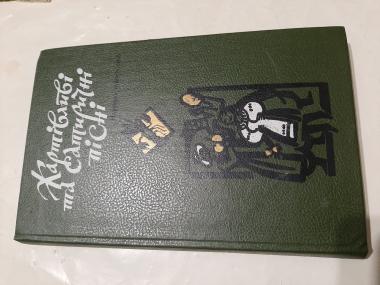 Жартівливі
та сатиричні
пісні